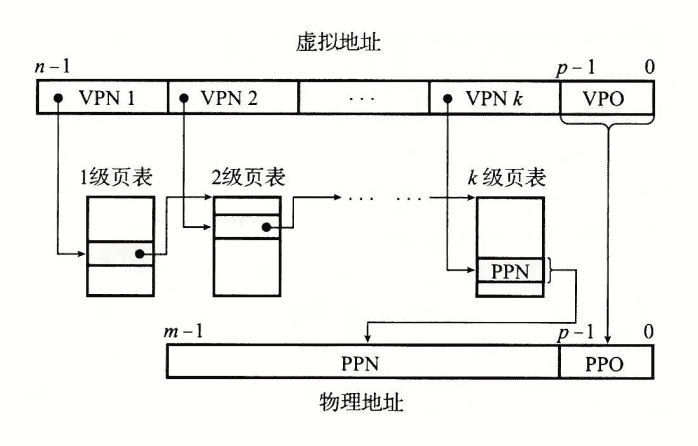 虚拟地址
n-1 p-1 0
VPN 1 VPN 2 ... VPN k VPO
1级页表 2级页表 k 级页表
... ...
PPN
m-1 p-1 0
PPN PPO
物理地址